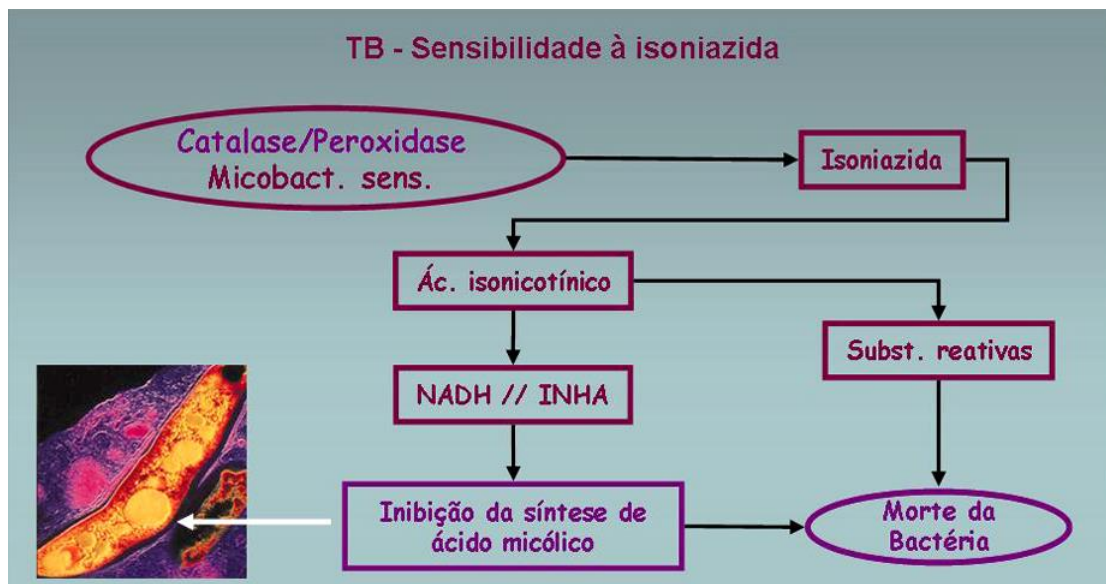 TB - Sensibilidade à isoniazida
Catalase/Peroxidase
Micobact. sens.
Isoniazida
Ác. isonicotínico
Subst. reativas
NADH // INHA
Inibição da síntese de
ácido micólico
Morte da
Bactéria